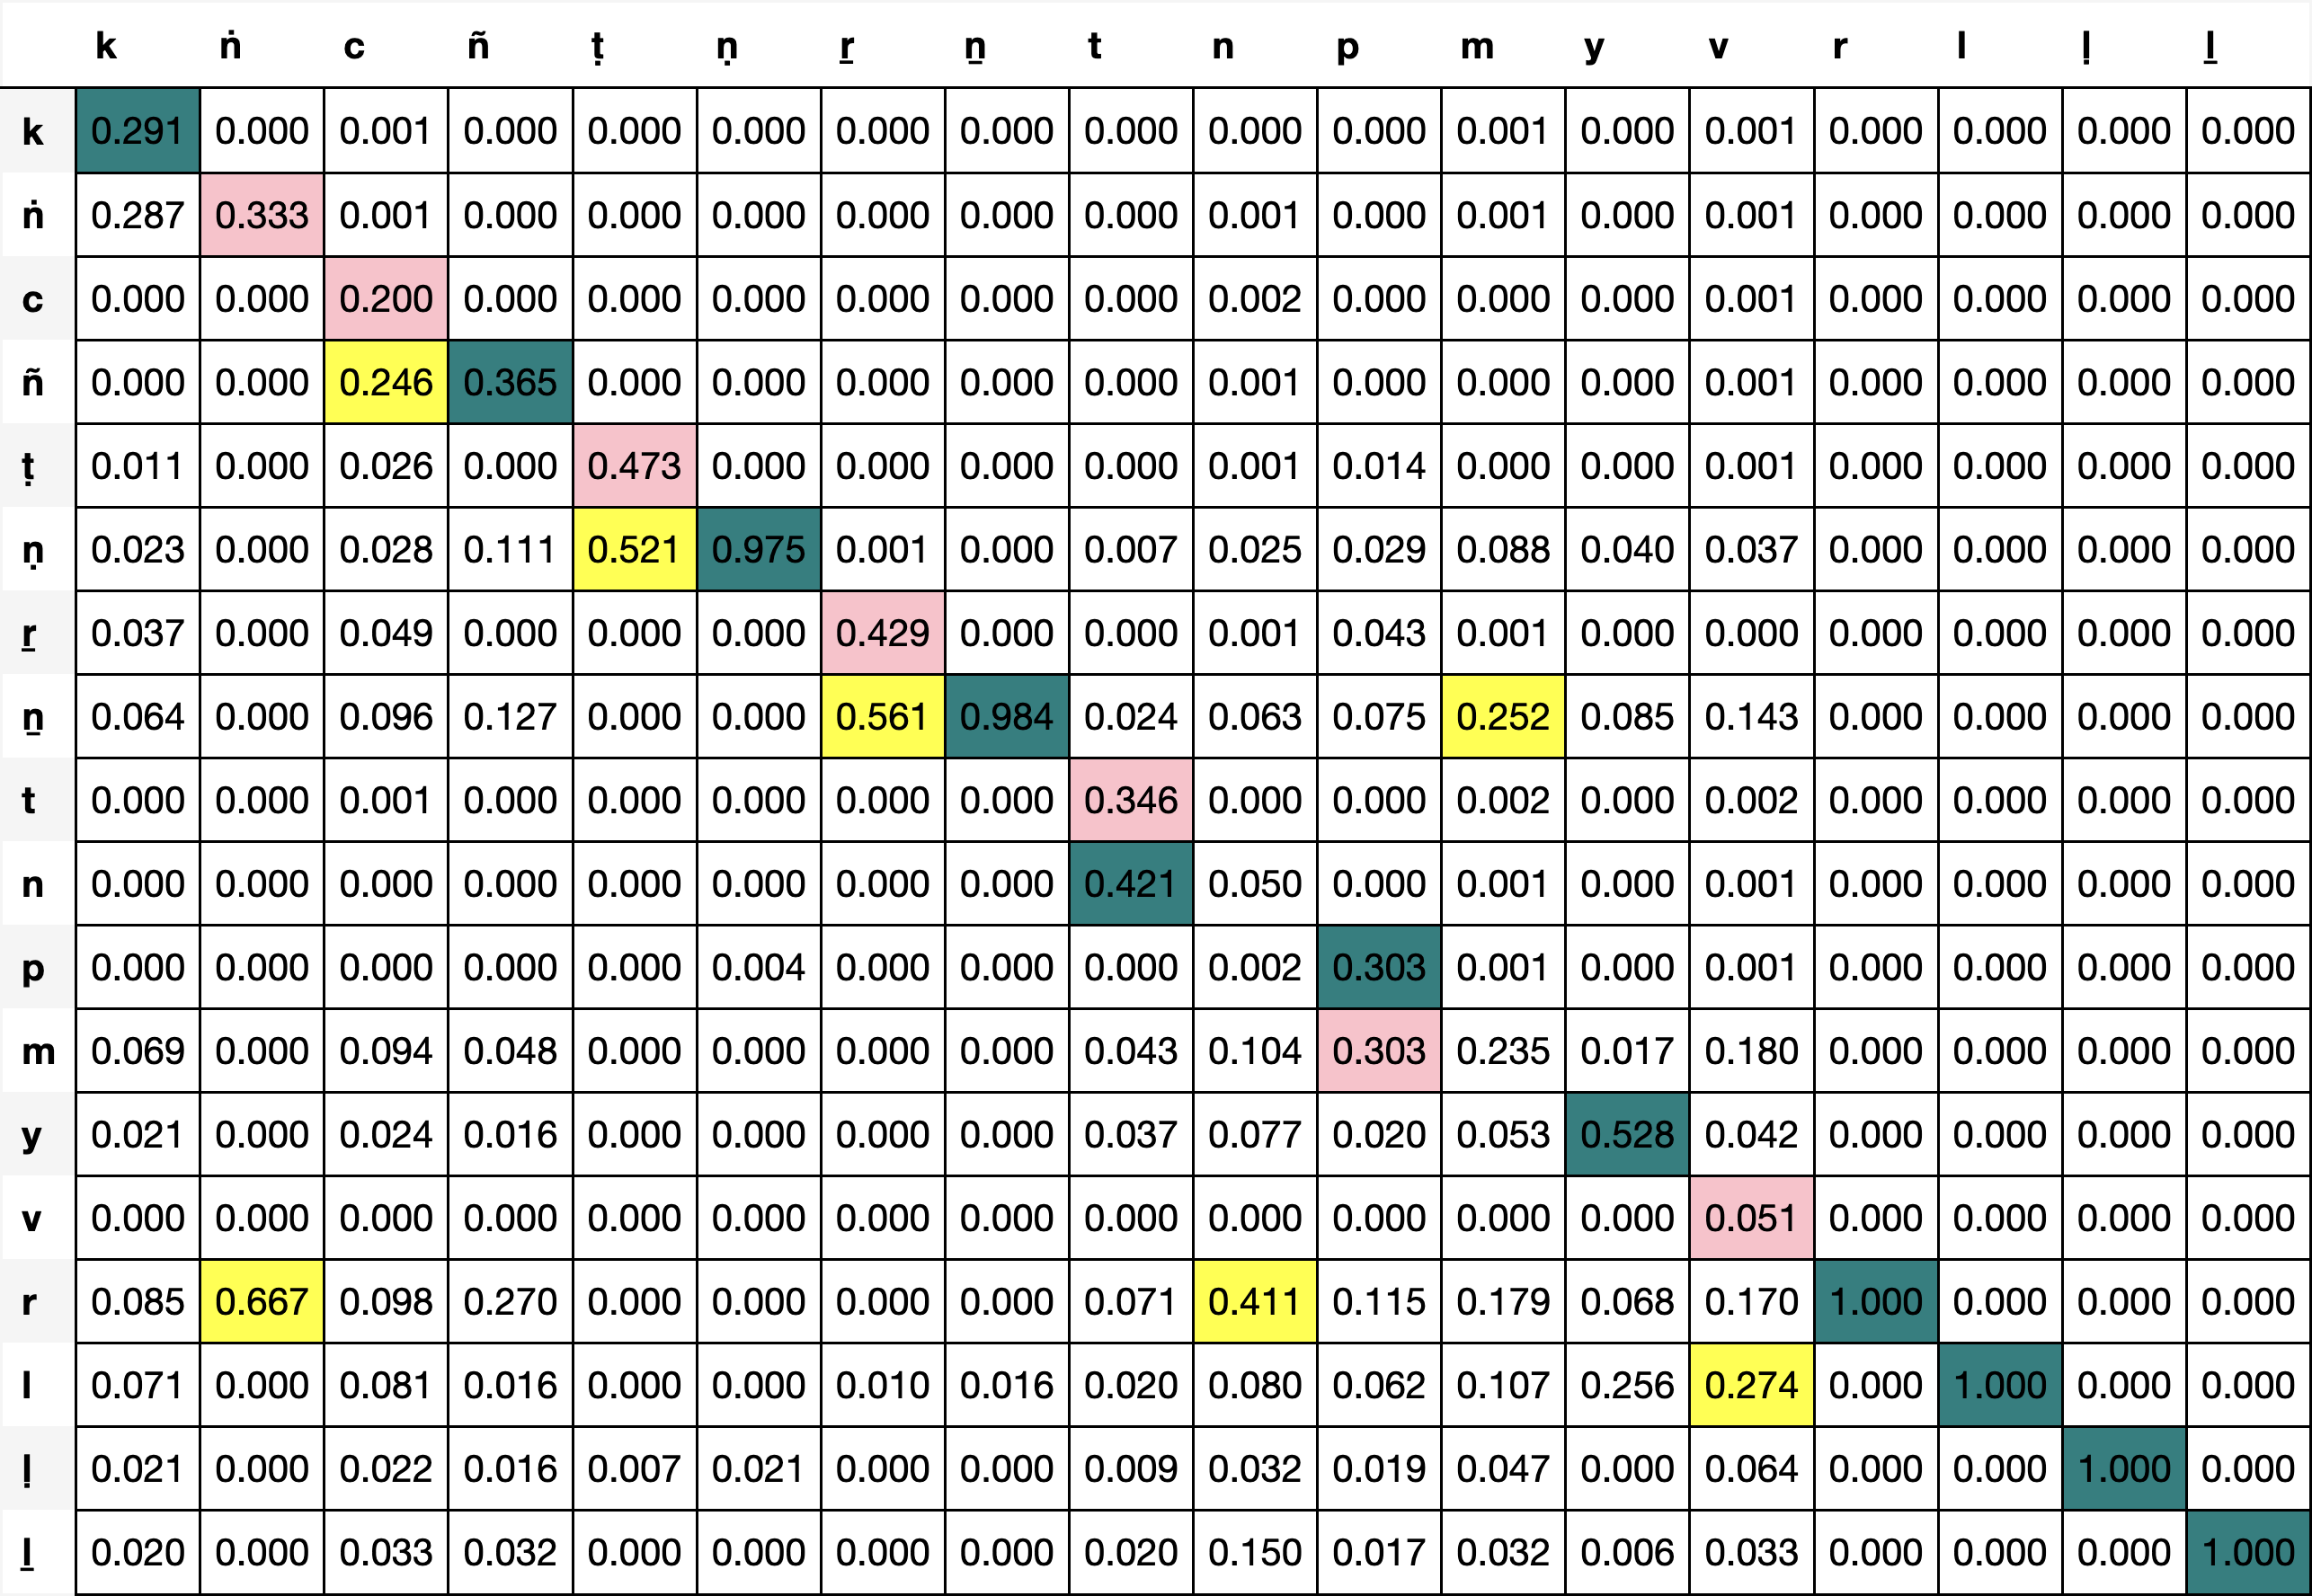 k ṅ c ñ ṭ ṇ ṟ ṉ t n p m y v r l ḷ ḻ
k 0.291 0.000 0.001 0.000 0.000 0.000 0.000 0.000 0.000 0.000 0.000 0.001 0.000 0.001 0.000 0.000 0.000 0.000
ṅ 0.287 0.333 0.001 0.000 0.000 0.000 0.000 0.000 0.000 0.001 0.000 0.001 0.000 0.001 0.000 0.000 0.000 0.000
c 0.000 0.000 0.200 0.000 0.000 0.000 0.000 0.000 0.000 0.002 0.000 0.000 0.000 0.001 0.000 0.000 0.000 0.000
ñ 0.000 0.000 0.246 0.365 0.000 0.000 0.000 0.000 0.000 0.001 0.000 0.000 0.000 0.001 0.000 0.000 0.000 0.000
ṭ 0.011 0.000 0.026 0.000 0.473 0.000 0.000 0.000 0.000 0.001 0.014 0.000 0.000 0.001 0.000 0.000 0.000 0.000
ṇ 0.023 0.000 0.028 0.111 0.521 0.975 0.001 0.000 0.007 0.025 0.029 0.088 0.040 0.037 0.000 0.000 0.000 0.000
ṟ 0.037 0.000 0.049 0.000 0.000 0.000 0.429 0.000 0.000 0.001 0.043 0.001 0.000 0.000 0.000 0.000 0.000 0.000
ṉ 0.064 0.000 0.096 0.127 0.000 0.000 0.561 0.984 0.024 0.063 0.075 0.252 0.085 0.143 0.000 0.000 0.000 0.000
t 0.000 0.000 0.001 0.000 0.000 0.000 0.000 0.000 0.346 0.000 0.000 0.002 0.000 0.002 0.000 0.000 0.000 0.000
n 0.000 0.000 0.000 0.000 0.000 0.000 0.000 0.000 0.421 0.050 0.000 0.001 0.000 0.001 0.000 0.000 0.000 0.000
p 0.000 0.000 0.000 0.000 0.000 0.004 0.000 0.000 0.000 0.002 0.303 0.001 0.000 0.001 0.000 0.000 0.000 0.000
m 0.069 0.000 0.094 0.048 0.000 0.000 0.000 0.000 0.043 0.104 0.303 0.235 0.017 0.180 0.000 0.000 0.000 0.000
y 0.021 0.000 0.024 0.016 0.000 0.000 0.000 0.000 0.037 0.077 0.020 0.053 0.528 0.042 0.000 0.000 0.000 0.000
v 0.000 0.000 0.000 0.000 0.000 0.000 0.000 0.000 0.000 0.000 0.000 0.000 0.000 0.051 0.000 0.000 0.000 0.000
r 0.085 0.667 0.098 0.270 0.000 0.000 0.000 0.000 0.071 0.411 0.115 0.179 0.068 0.170 1.000 0.000 0.000 0.000
l 0.071 0.000 0.081 0.016 0.000 0.000 0.010 0.016 0.020 0.080 0.062 0.107 0.256 0.274 0.000 1.000 0.000 0.000
ḷ 0.021 0.000 0.022 0.016 0.007 0.021 0.000 0.000 0.009 0.032 0.019 0.047 0.000 0.064 0.000 0.000 1.000 0.000
ḻ 0.020 0.000 0.033 0.032 0.000 0.000 0.000 0.000 0.020 0.150 0.017 0.032 0.006 0.033 0.000 0.000 0.000 1.000